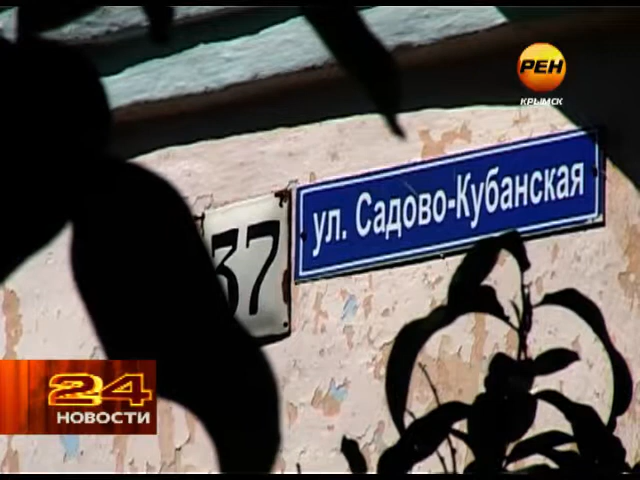 РЕН
КРЫМСК
ул. Садово-Кубанская
37
24
НОВОСТИ